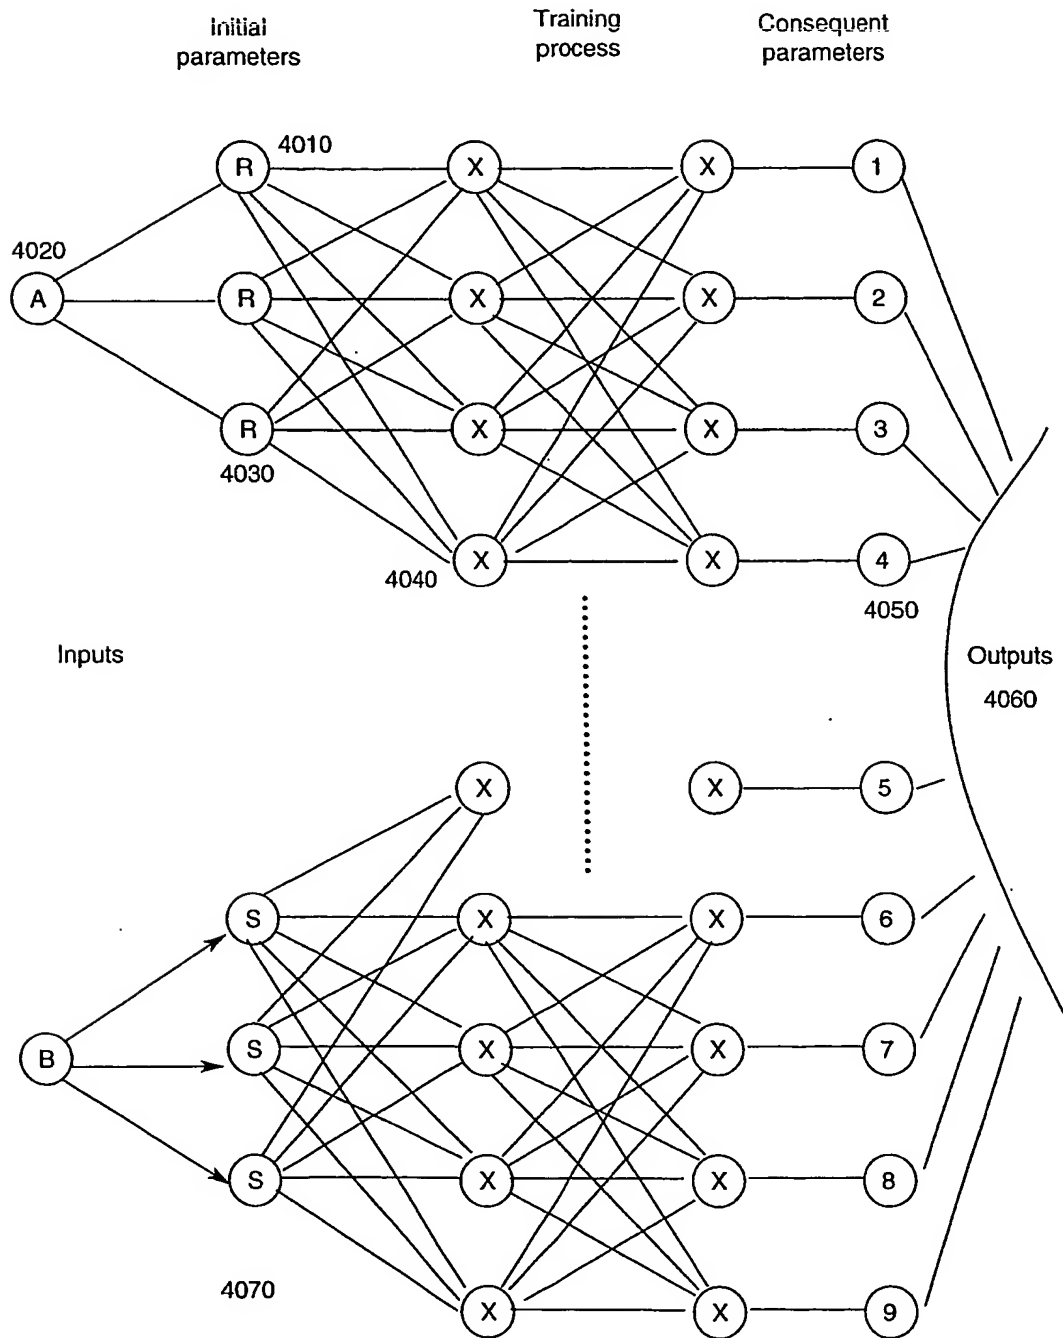 Initial
parameters
Training
process
Consequent
parameters
4010
R X X 1
4020
A R X X 2
R X X 3
4030
4040 X X 4
4050
Inputs
Outputs
4060
X X 5
S X X 6
B S X X 7
S X X 8
4070
X X 9